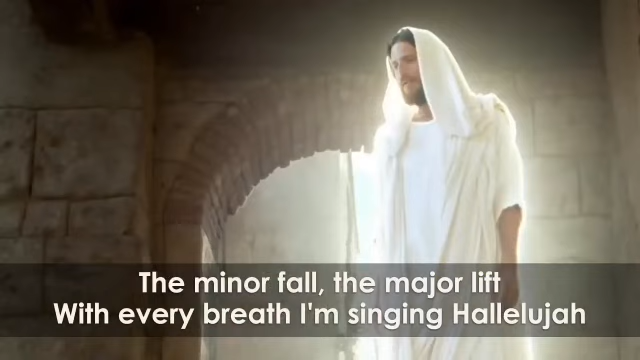 The minor fall, the major lift
With every breath I'm singing Hallelujah